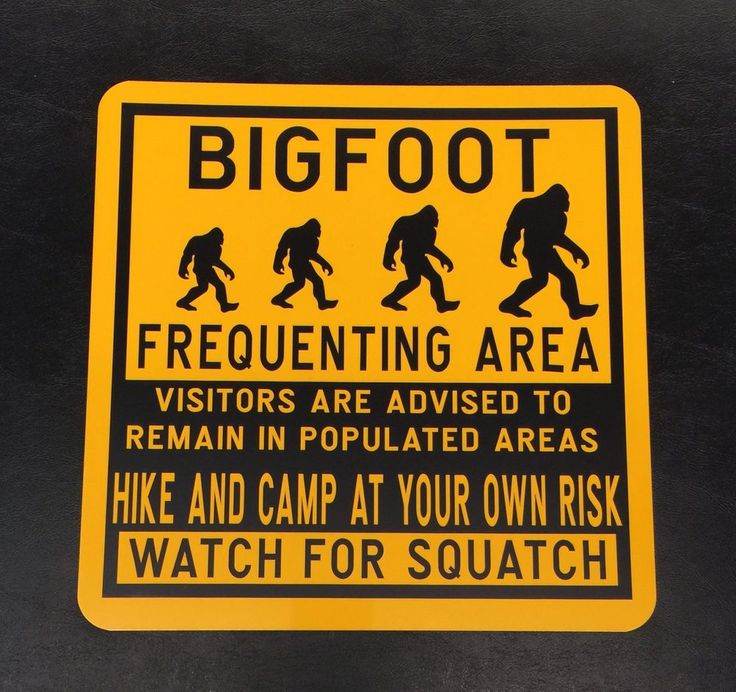 BIGFOOT
FREQUENTING AREA
VISITORS ARE ADVISED TO
REMAIN IN POPULATED AREAS
HIKE AND CAMP AT YOUR OWN RISK
WATCH FOR SQUATCH